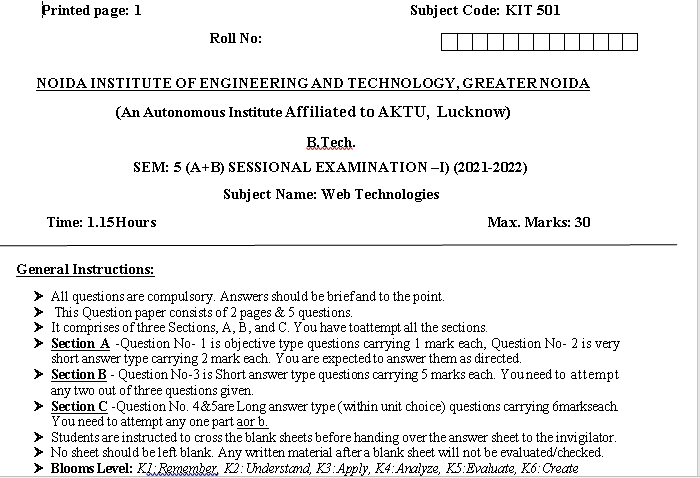 Printed page: 1 Subject Code: KIT 501
Roll No:
NOIDA INSTITUTE OF ENGINEERING AND TECHNOLOGY, GREATER NOIDA
(An Autonomous Institute Affiliated to AKTU, Lucknow)
B.Tech.
SEM: 5 (A+B) SESSIONAL EXAMINATION –I) (2021-2022)
Subject Name: Web Technologies
Time: 1.15Hours Max. Marks: 30
General Instructions:
➤ All questions are compulsory. Answers should be brief and to the point.
➤ This Question paper consists of 2 pages & 5 questions.
➤ It comprises of three Sections, A, B, and C. You have to attempt all the sections.
➤ Section A -Question No- 1 is objective type questions carrying 1 mark each, Question No- 2 is very
short answer type carrying 2 mark each. You are expected to answer them as directed.
➤ Section B - Question No-3 is Short answer type questions carrying 5 marks each. You need to attempt
any two out of three questions given.
➤ Section C -Question No. 4&5are Long answer type (within unit choice) questions carrying 6marks each.
You need to attempt any one part a or b.
➤ Students are instructed to cross the blank sheets before handing over the answer sheet to the invigilator.
➤ No sheet should be left blank. Any written material after a blank sheet will not be evaluated/checked.
➤ Blooms Level: K1:Remember, K2: Understand, K3:Apply, K4:Analyze, K5:Evaluate, K6: Create